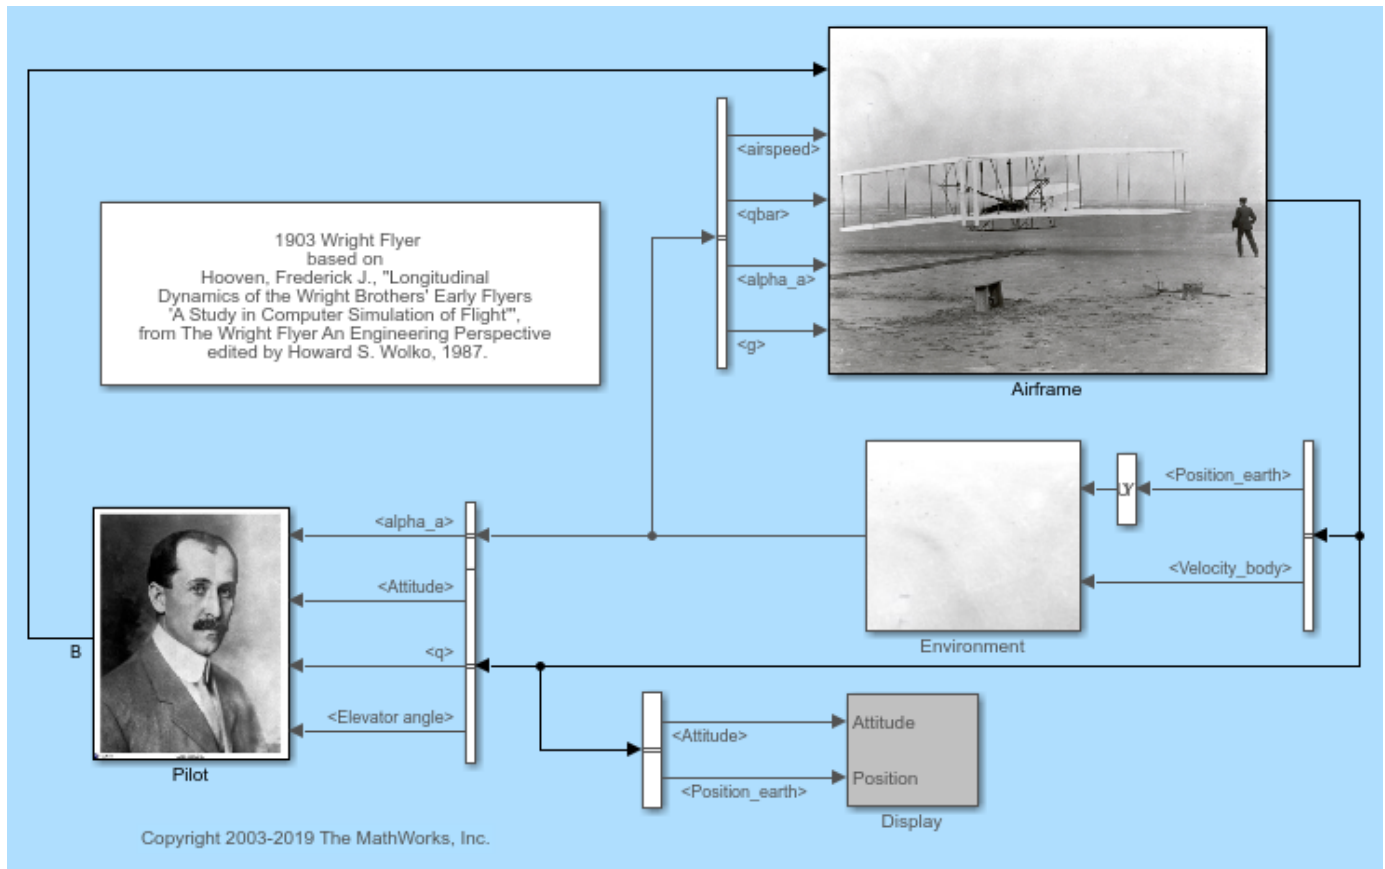 <airspeed>
<qbar>
<alpha_a>
<g>
Airframe
1903 Wright Flyer
based on
Hooven, Frederick J., "Longitudinal
Dynamics of the Wright Brothers' Early Flyers
'A Study in Computer Simulation of Flight'",
from The Wright Flyer An Engineering Perspective
edited by Howard S. Wolko, 1987.
<Position_earth>
<Velocity_body>
Environment
<alpha_a>
<Attitude>
<q>
<Elevator angle>
B
Pilot
<Attitude>
<Position_earth>
Attitude
Position
Display
Copyright 2003-2019 The MathWorks, Inc.